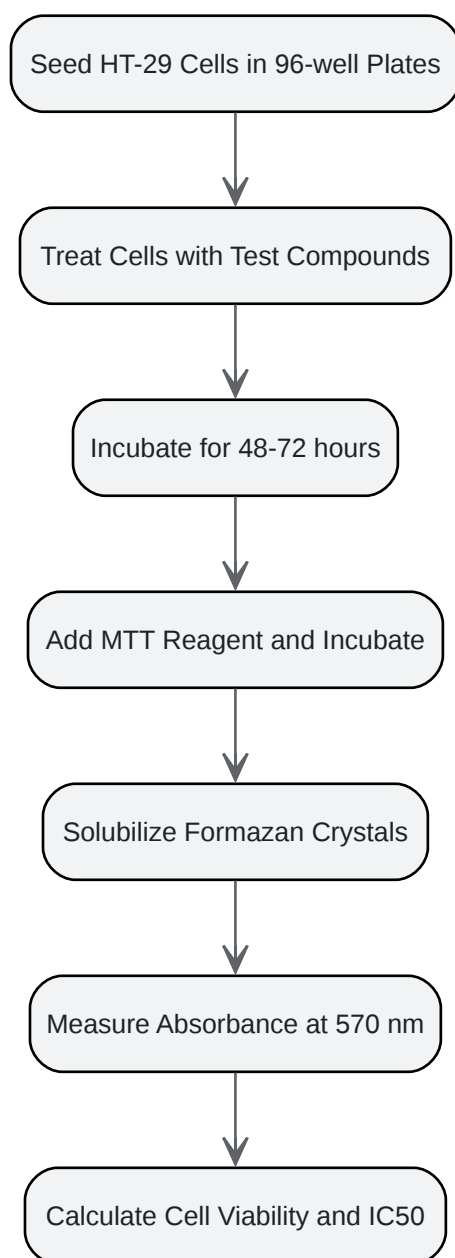 Seed HT-29 Cells in 96-well Plates
Treat Cells with Test Compounds
Incubate for 48-72 hours
Add MTT Reagent and Incubate
Solubilize Formazan Crystals
Measure Absorbance at 570 nm
Calculate Cell Viability and IC50